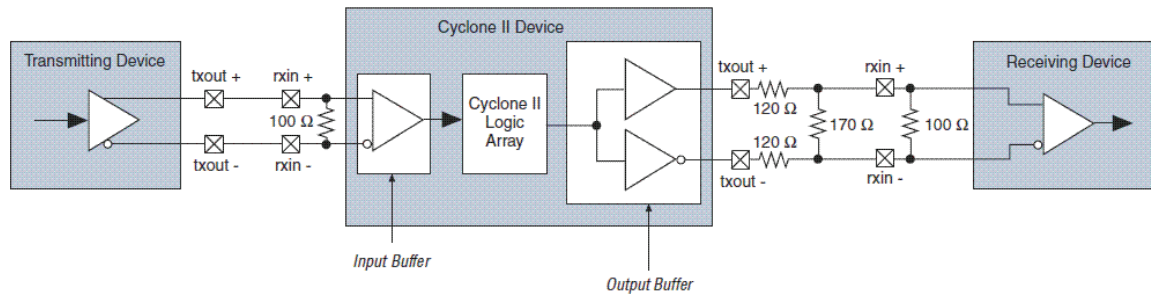 Cyclone II Device
Transmitting Device
txout +
rxin +
100 Ω
txout -
rxin -
Cyclone II
Logic
Array
txout +
120 Ω
120 Ω
txout -
170 Ω
rxin +
100 Ω
rxin -
Receiving Device
Input Buffer
Output Buffer